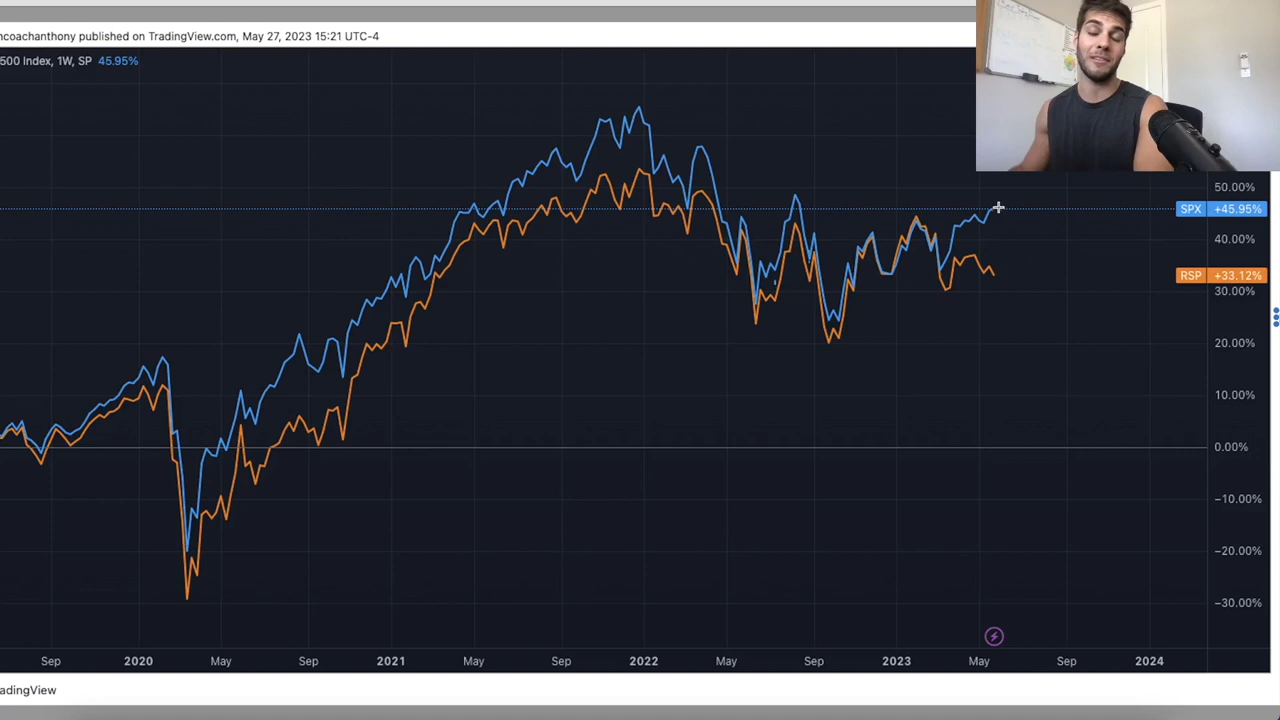 ncoachanthony published on TradingView.com, May 27, 2023 15:21 UTC-4
500 Index, 1W, SP 45.95%
50.00%
SPX +45.95%
40.00%
RSP +33.12%
30.00%
20.00%
10.00%
0.00%
−10.00%
−20.00%
−30.00%
Sep 2020 May Sep 2021 May Sep 2022 May Sep 2023 May Sep 2024
adingView